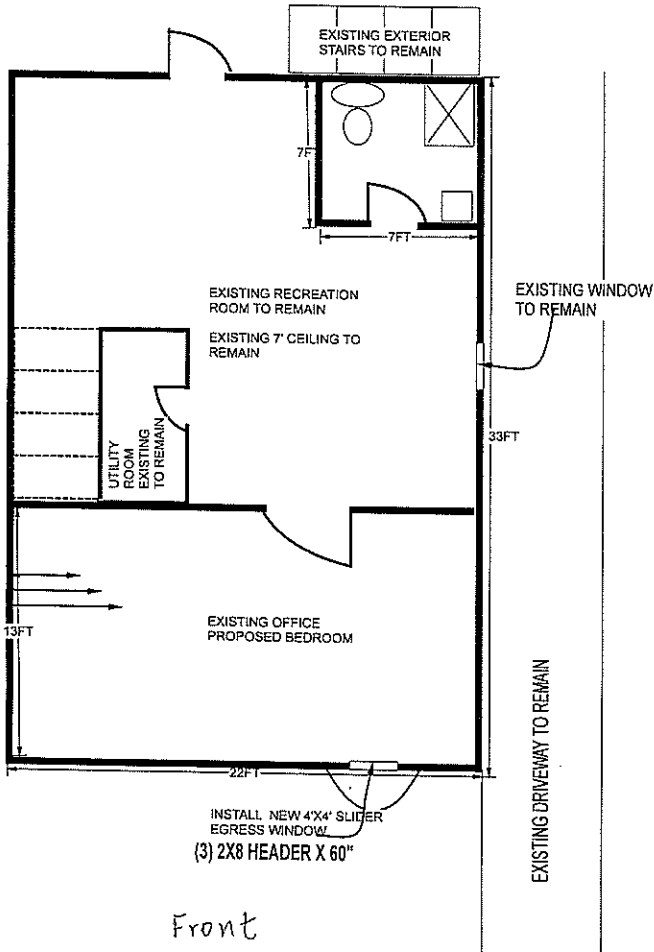 EXISTING EXTERIOR
STAIRS TO REMAIN
7F
7FT
EXISTING RECREATION
ROOM TO REMAIN
EXISTING 7' CEILING TO
REMAIN
EXISTING WINDOW
TO REMAIN
33FT
UTILITY
ROOM
EXISTING
TO REMAIN
13FT
EXISTING OFFICE
PROPOSED BEDROOM
22FT
INSTALL NEW 4'X4' SLIDER
EGRESS WINDOW
(3) 2X8 HEADER X 60"
EXISTING DRIVEWAY TO REMAIN
Front